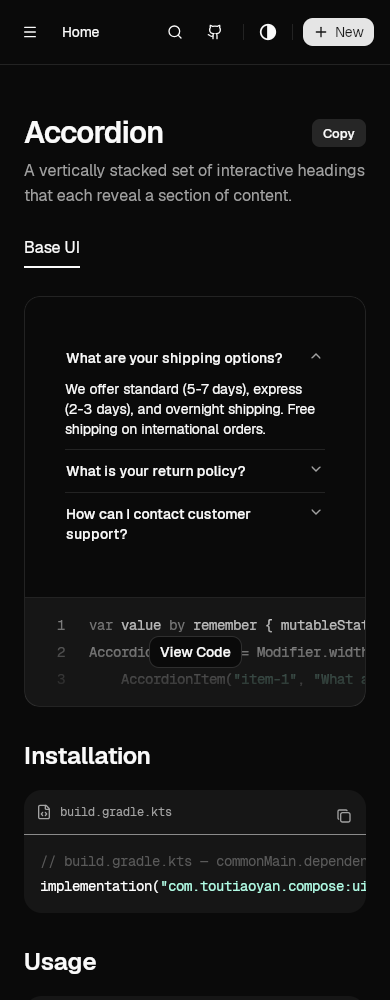 Home
New
Accordion
Copy
A vertically stacked set of interactive headings
that each reveal a section of content.
Base UI
What are your shipping options?
We offer standard (5-7 days), express
(2-3 days), and overnight shipping. Free
shipping on international orders.
What is your return policy?
How can I contact customer
support?
1 var value by remember { mutableStat
2 Accordio = Modifier.width
View Code
3 AccordionItem("item-1", "What a
Installation
build.gradle.kts
// build.gradle.kts — commonMain.dependen
implementation("com.toutiaoyan.compose:ui
Usage